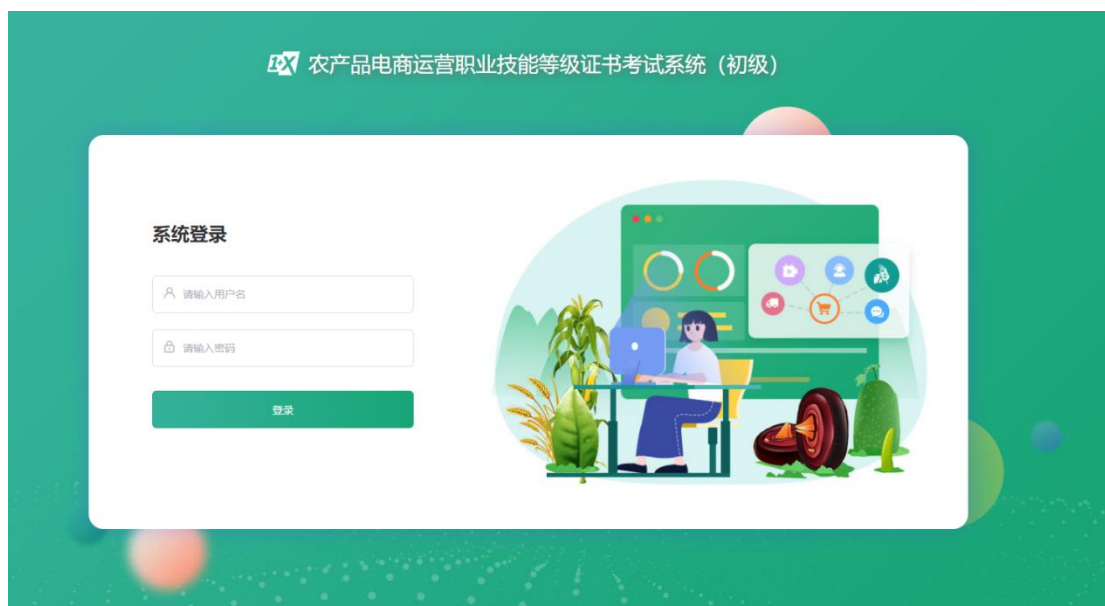 1+X 农产品电商运营职业技能等级证书考试系统（初级）
系统登录
请输入用户名
请输入密码
登录